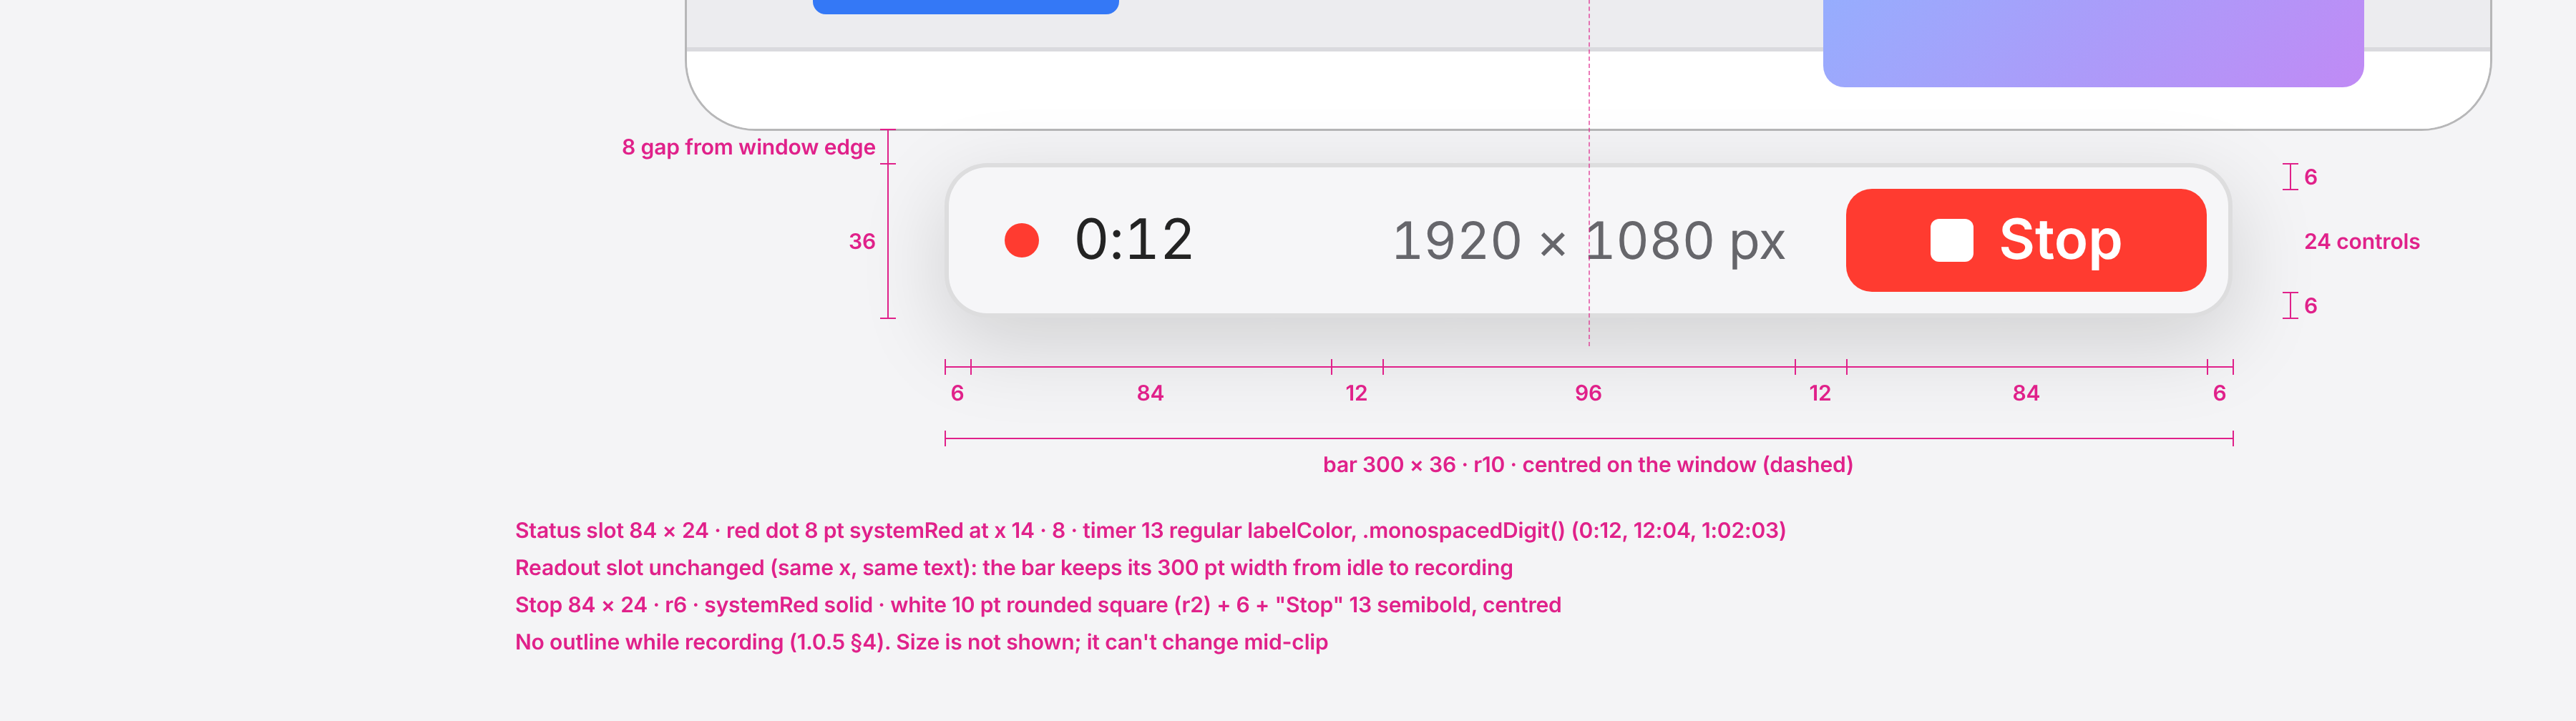 8 gap from window edge
6
36
0:12
1920 × 1080 px
Stop
24 controls
6
6
84
12
96
12
84
6
bar 300 × 36 · r10 · centred on the window (dashed)
Status slot 84 × 24 · red dot 8 pt systemRed at x 14 · 8 · timer 13 regular labelColor, .monospacedDigit() (0:12, 12:04, 1:02:03)
Readout slot unchanged (same x, same text): the bar keeps its 300 pt width from idle to recording
Stop 84 × 24 · r6 · systemRed solid · white 10 pt rounded square (r2) + 6 + "Stop" 13 semibold, centred
No outline while recording (1.0.5 §4). Size is not shown; it can't change mid-clip